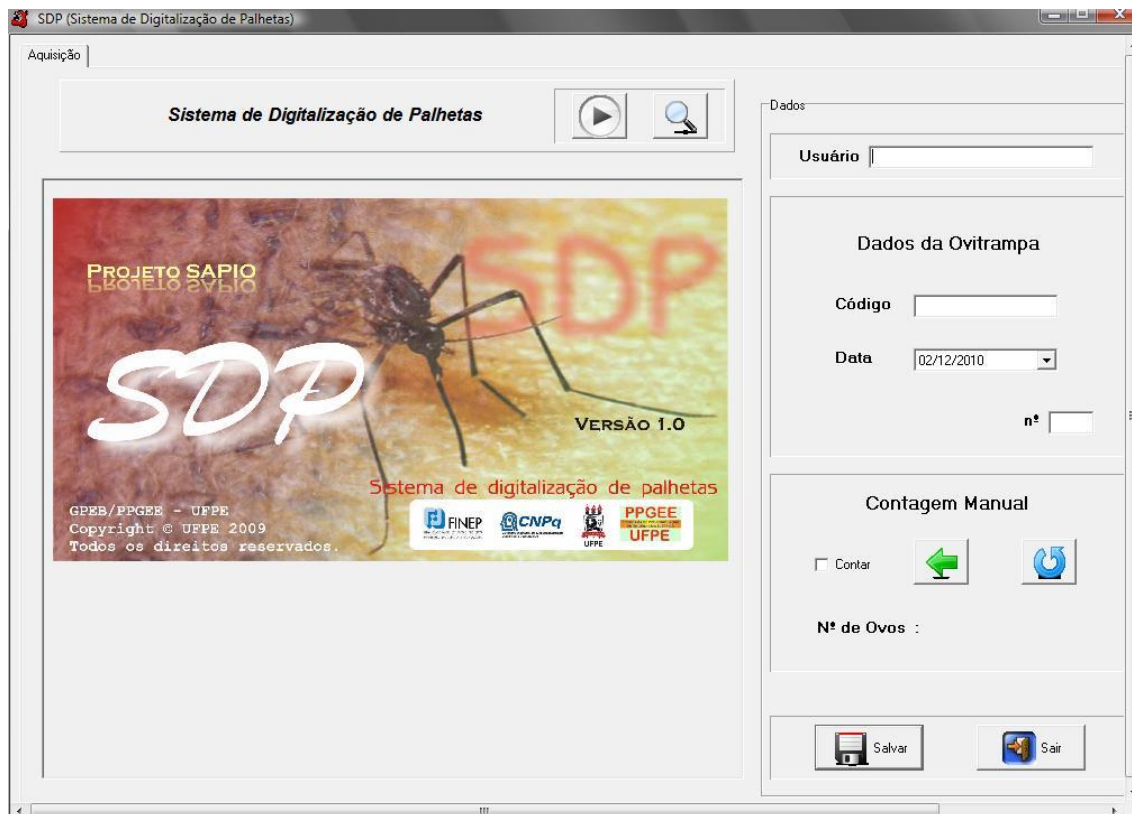 SDP (Sistema de Digitalização de Palhetas)
Aquisição
Sistema de Digitalização de Palhetas
PROJETO SAPIO
SDP
SDP
VERSÃO 1.0
Sistema de digitalização de palhetas
GPEB/PPGEE - UFPE
Copyright © UFPE 2009
Todos os direitos reservados.
FINEP
CNPq
UFPE
PPGEE
UFPE
Dados
Usuário
Dados da Ovitrampa
Código
Data
02/12/2010
nº
Contagem Manual
Contar
Nº de Ovos :
Salvar
Sair